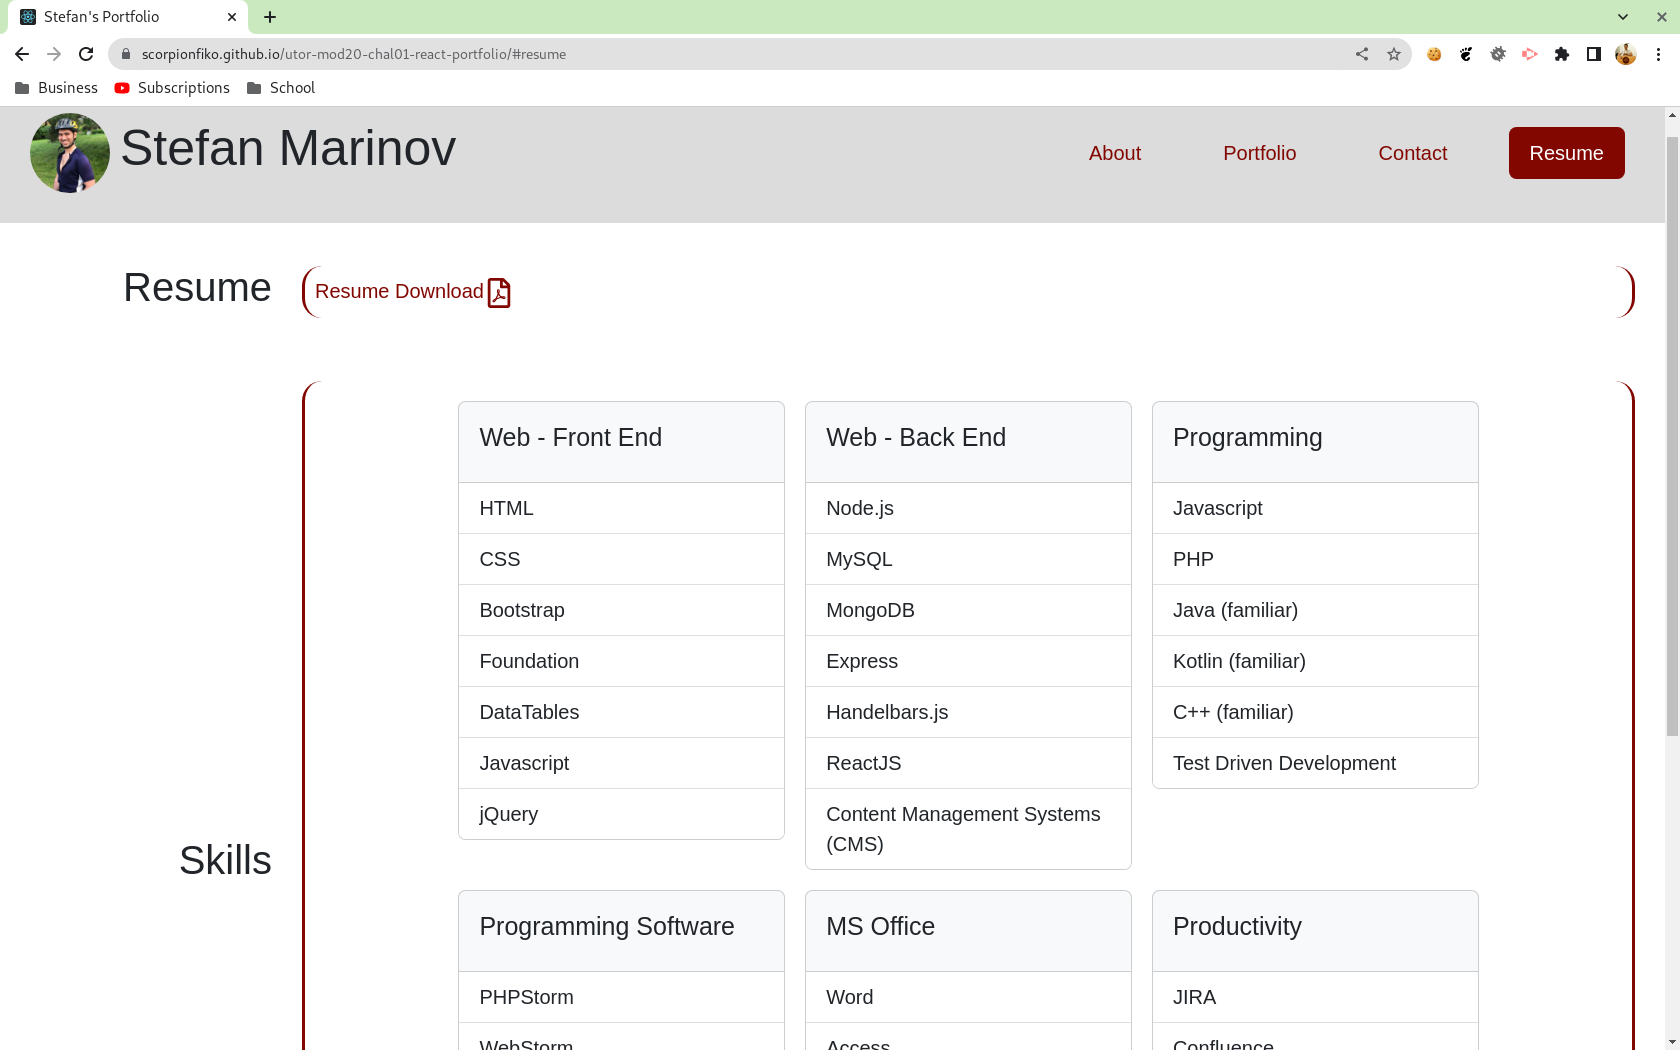 Stefan's Portfolio
scorpionfiko.github.io/utor-mod20-chal01-react-portfolio/#resume
Business Subscriptions School
Stefan Marinov About Portfolio Contact Resume
Resume Resume Download
Skills
Web - Front End
HTML
CSS
Bootstrap
Foundation
DataTables
Javascript
jQuery
Web - Back End
Node.js
MySQL
MongoDB
Express
Handelbars.js
ReactJS
Content Management Systems
(CMS)
Programming
Javascript
PHP
Java (familiar)
Kotlin (familiar)
C++ (familiar)
Test Driven Development
Programming Software
PHPStorm
WebStorm
MS Office
Word
Access
Productivity
JIRA
Confluence